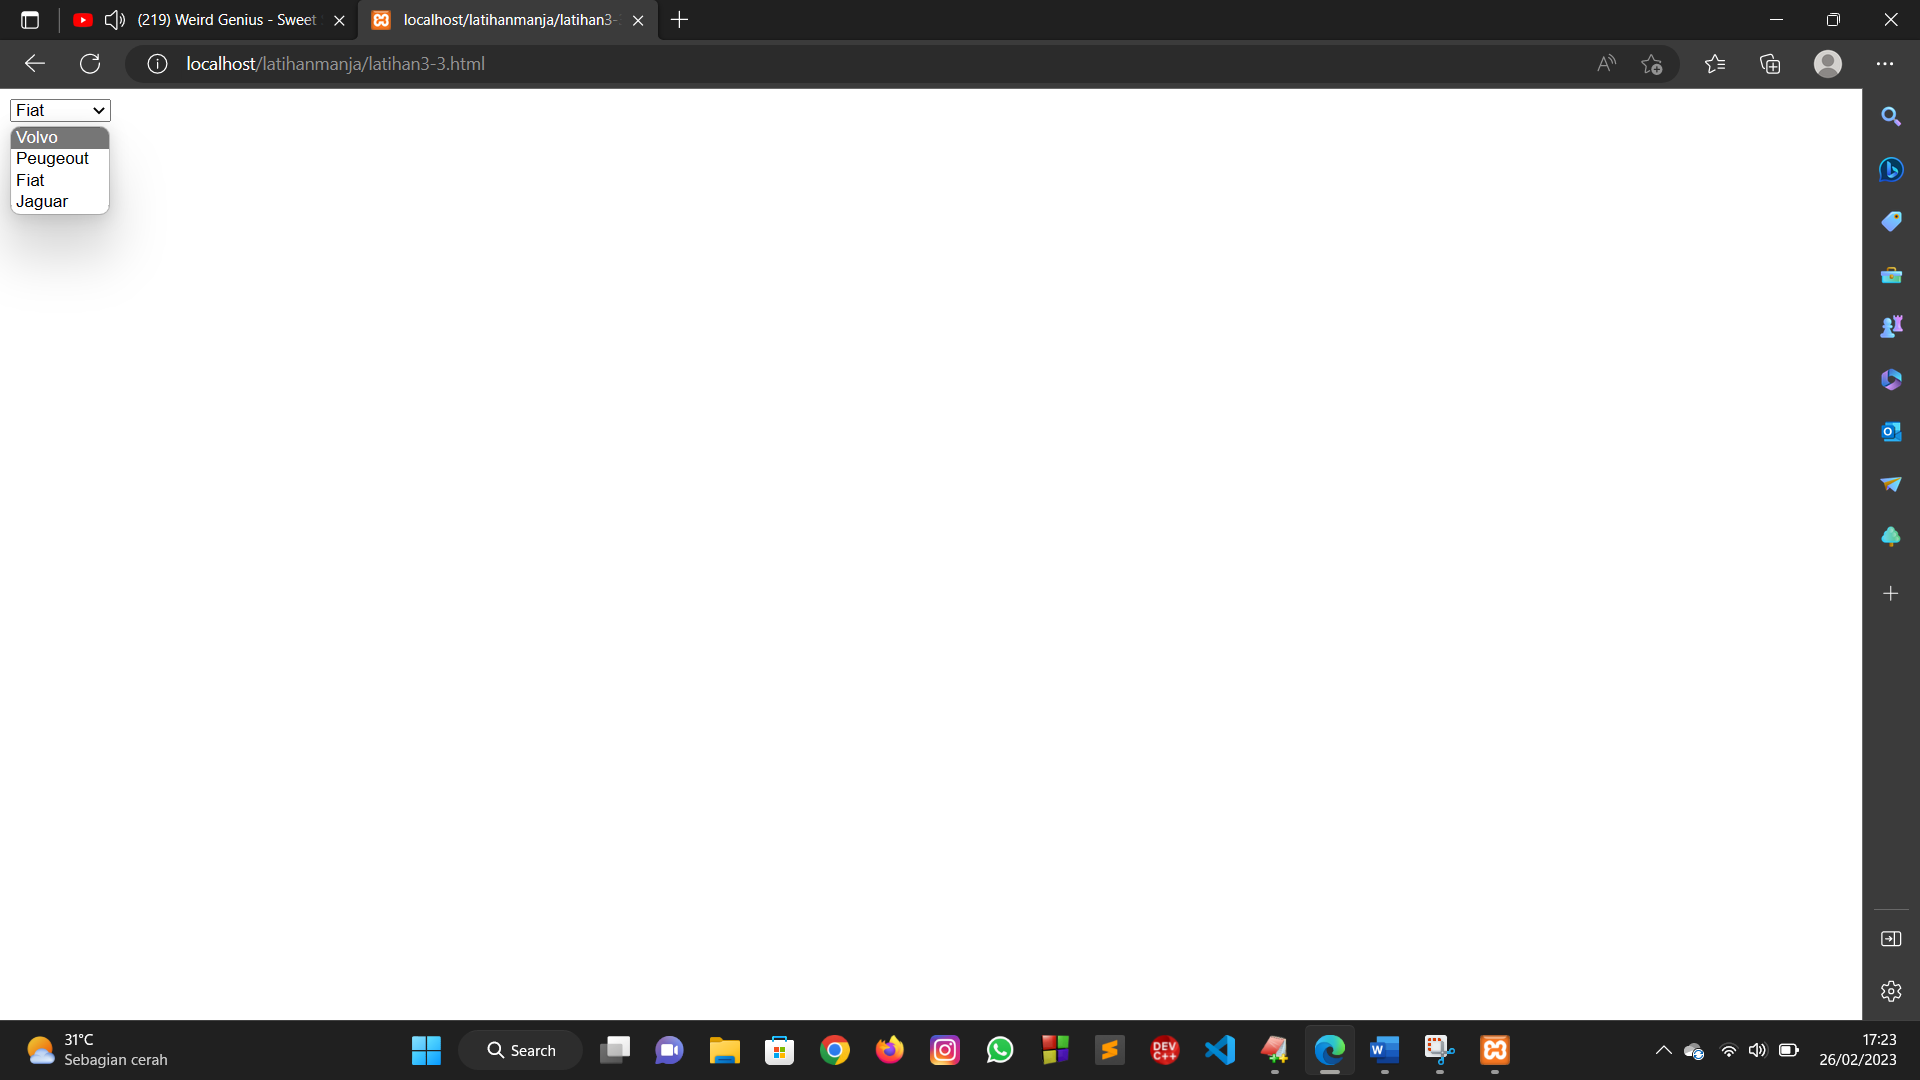 (219) Weird Genius - Sweet
localhost/latihanmanja/latihan3-
localhost/latihanmanja/latihan3-3.html
Fiat
Volvo
Peugeout
Fiat
Jaguar
31°C
Sebagian cerah
Search
DEV
C++
17:23
26/02/2023